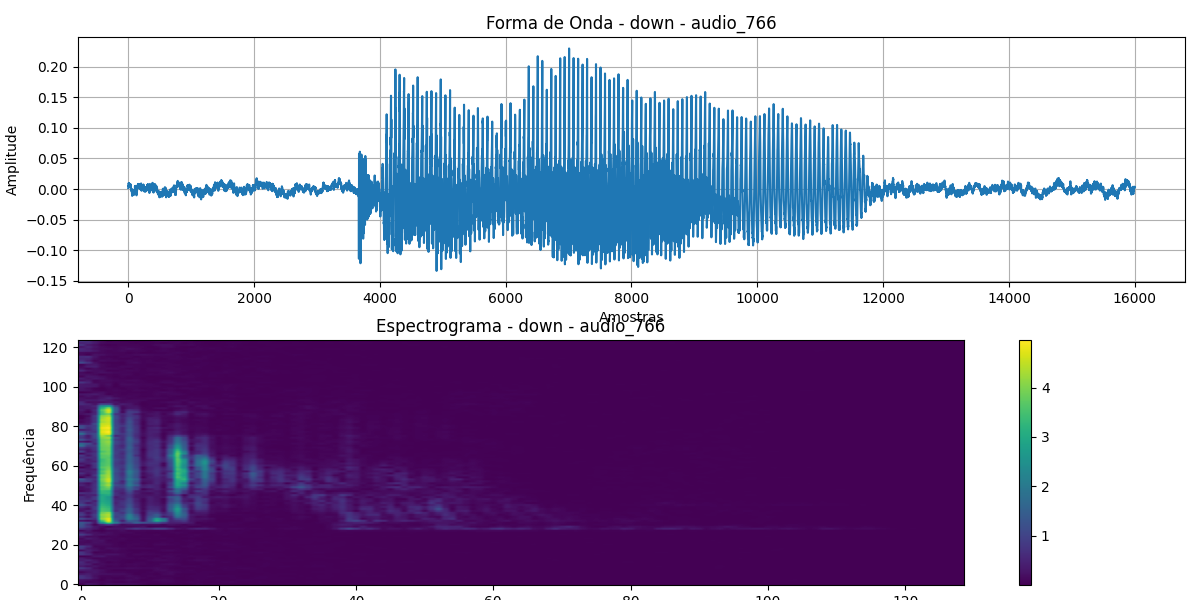 Forma de Onda - down - audio_766
Amplitude
0.20
0.15
0.10
0.05
0.00
−0.05
−0.10
−0.15
0 2000 4000 6000 8000 10000 12000 14000 16000
Amostras
Espectrograma - down - audio_766
Frequência
120
100
80
60
40
20
0
4
3
2
1
0 20 40 60 80 100 120